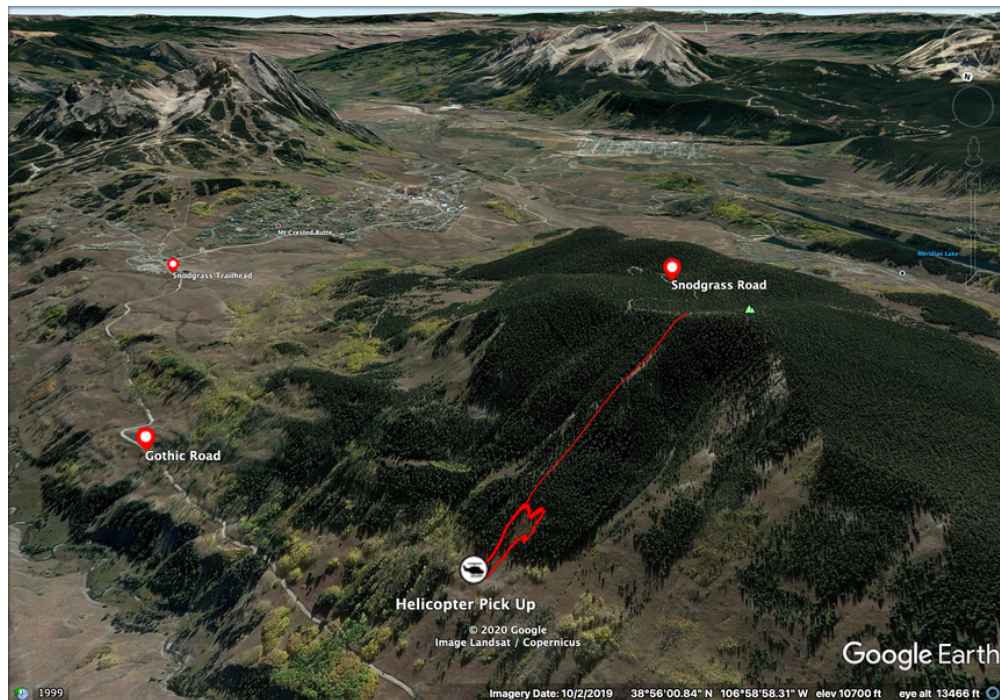 N
Mt Crested Butte
Meridian Lake
Snodgrass Trailhead
Snodgrass Road
Gothic Road
Helicopter Pick Up
© 2020 Google
Image Landsat / Copernicus
Google Earth
1999
Imagery Date: 10/2/2019 38°56'00.84" N 106°58'58.31" W elev 10700 ft eye alt 13466 ft